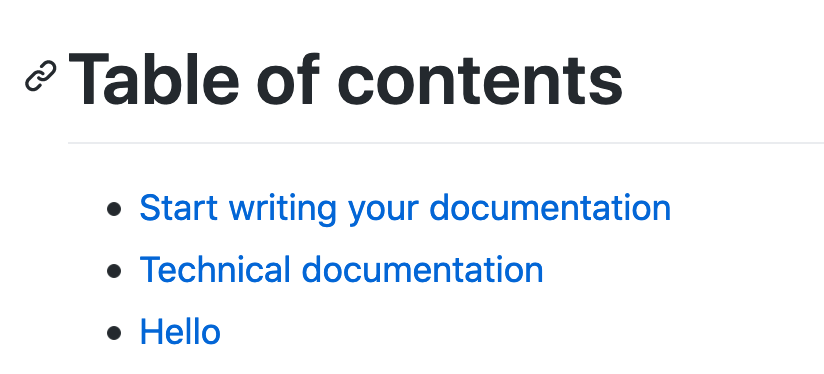 Table of contents
Start writing your documentation
Technical documentation
Hello